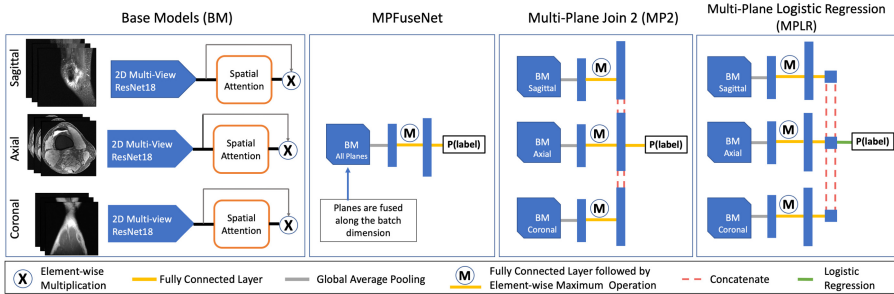 Base Models (BM)
MPFuseNet
Multi-Plane Join 2 (MP2)
Multi-Plane Logistic Regression
(MPLR)
Sagittal
2D Multi-View
ResNet18
Spatial
Attention
X
Axial
2D Multi-view
ResNet18
Spatial
Attention
X
Coronal
2D Multi-view
ResNet18
Spatial
Attention
X
BM
All Planes
M
P(label)
Planes are fused
along the batch
dimension
BM
Sagittal
M
BM
Axial
M
P(label)
BM
Coronal
M
BM
Sagittal
M
BM
Axial
M
P(label)
BM
Coronal
M
X
Element-wise
Multiplication
Fully Connected Layer
Global Average Pooling
M
Fully Connected Layer followed by
Element-wise Maximum Operation
Concatenate
Logistic
Regression